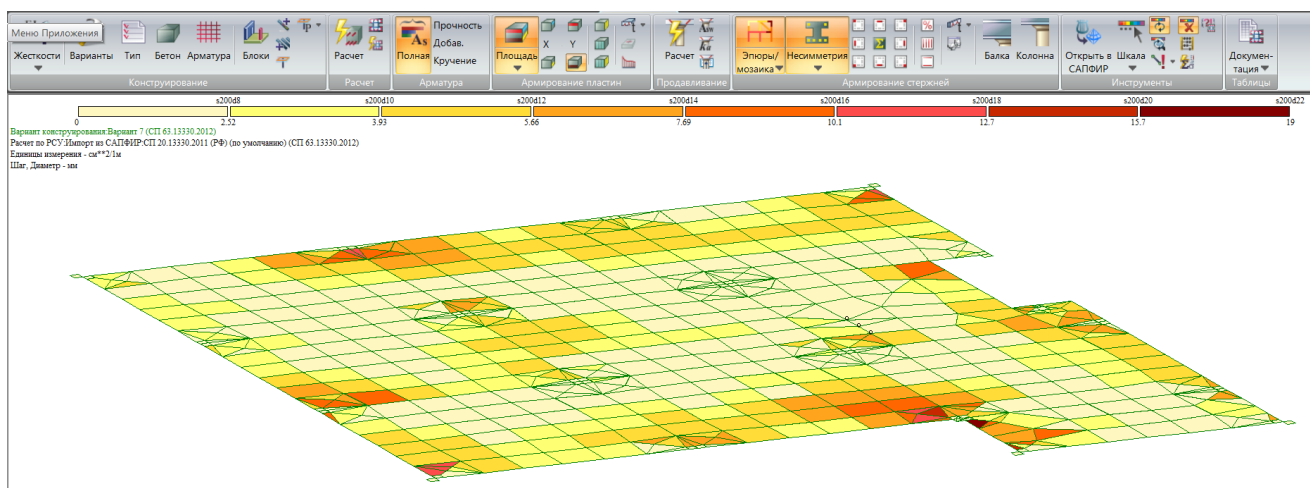 Меню Приложения
Жесткости Варианты Тип Бетон Арматура Блоки
Конструирование
Расчет
Расчет
As
Полная
Прочность
Добав.
Кручение
Арматура
Площадь
X Y
Армирование пластин
Расчет
Продавливание
Эпюры/
мозаика
Несимметрия
%
Армирование стержней
Балка Колонна
Открыть в
САПФИР
Шкала
Инструменты
Докумен-
тация
Таблицы
s200d8 s200d10 s200d12 s200d14 s200d16 s200d18 s200d20 s200d22
0 2.52 3.93 5.66 7.69 10.1 12.7 15.7 19
Вариант конструирования:Вариант 7 (СП 63.13330.2012)
Расчет по РСУ:Импорт из САПФИР:СП 20.13330.2011 (РФ) (по умолчанию) (СП 63.13330.2012)
Единицы измерения - см**2/1м
Шаг, Диаметр - мм